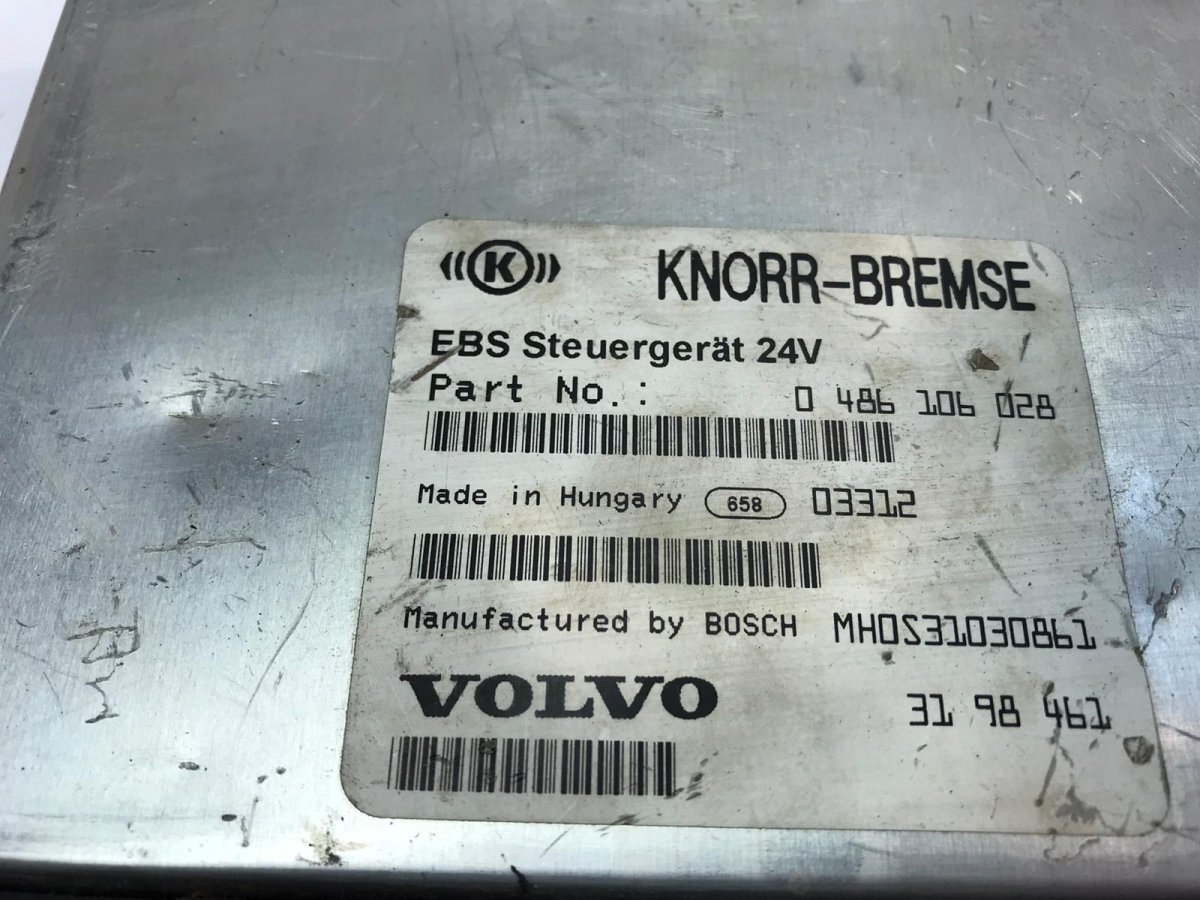 K KNORR-BREMSE
EBS Steuergerät 24V
Part No.: 0 486 106 028
Made in Hungary 658 03312
Manufactured by BOSCH MHOS31030861
VOLVO 31 98 461